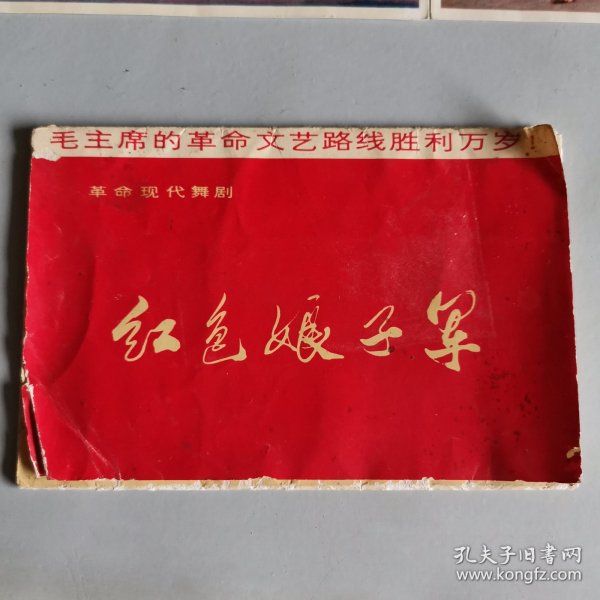 毛主席的革命文艺路线胜利万岁！
革命现代舞剧
红色娘子军
孔夫子旧書网
www.kongfz.com